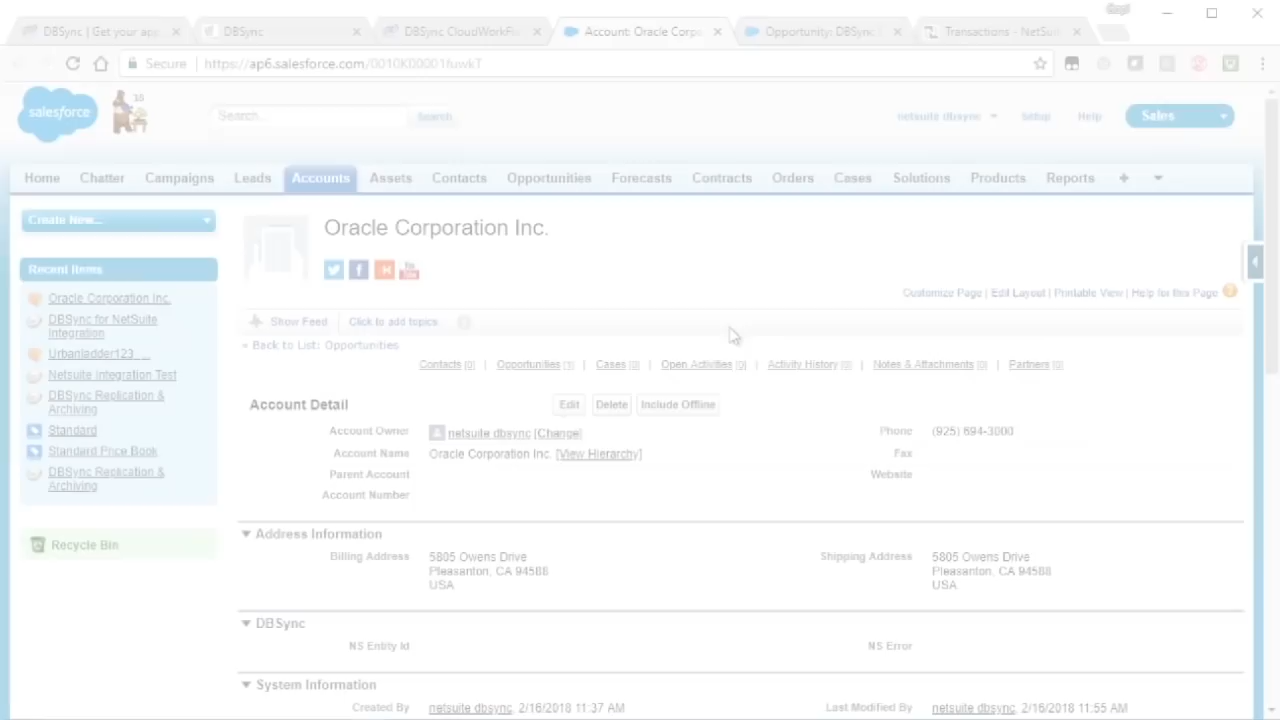 DBSync | Get your app
DBSync
DBSync CloudWorkFl
Account: Oracle Corpo
Opportunity: DBSync
Transactions - NetSuit
Secure
https://ap6.salesforce.com/0010K00001fuwkT
salesforce
16
Search...
Search
netsuite dbsync
Setup
Help
Sales
Home
Chatter
Campaigns
Leads
Accounts
Assets
Contacts
Opportunities
Forecasts
Contracts
Orders
Cases
Solutions
Products
Reports
+
Create New...
Recent Items
Oracle Corporation Inc.
DBSync for NetSuite
Integration
Urbanladder123_...
Netsuite Integration Test
DBSync Replication &
Archiving
Standard
Standard Price Book
DBSync Replication &
Archiving
Recycle Bin
Oracle Corporation Inc.
Customize Page | Edit Layout | Printable View | Help for this Page
Show Feed
Click to add topics
« Back to List: Opportunities
Contacts [0] | Opportunities [1] | Cases [0] | Open Activities [0] | Activity History [0] | Notes & Attachments [0] | Partners [0]
Account Detail
Edit
Delete
Include Offline
Account Owner netsuite dbsync [Change]
Phone (925) 694-3000
Account Name Oracle Corporation Inc. [View Hierarchy]
Fax
Parent Account
Website
Account Number
Address Information
Billing Address 5805 Owens Drive
Pleasanton, CA 94588
USA
Shipping Address 5805 Owens Drive
Pleasanton, CA 94588
USA
DBSync
NS Entity Id
NS Error
System Information
Created By netsuite dbsync, 2/16/2018 11:37 AM
Last Modified By netsuite dbsync, 2/16/2018 11:55 AM